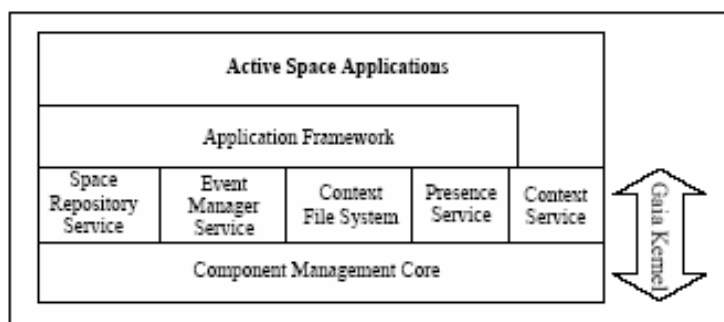 Active Space Applications
Application Framework
Space
Repository
Service
Event
Manager
Service
Context
File System
Presence
Service
Context
Service
Component Management Core
Gaia Kernel